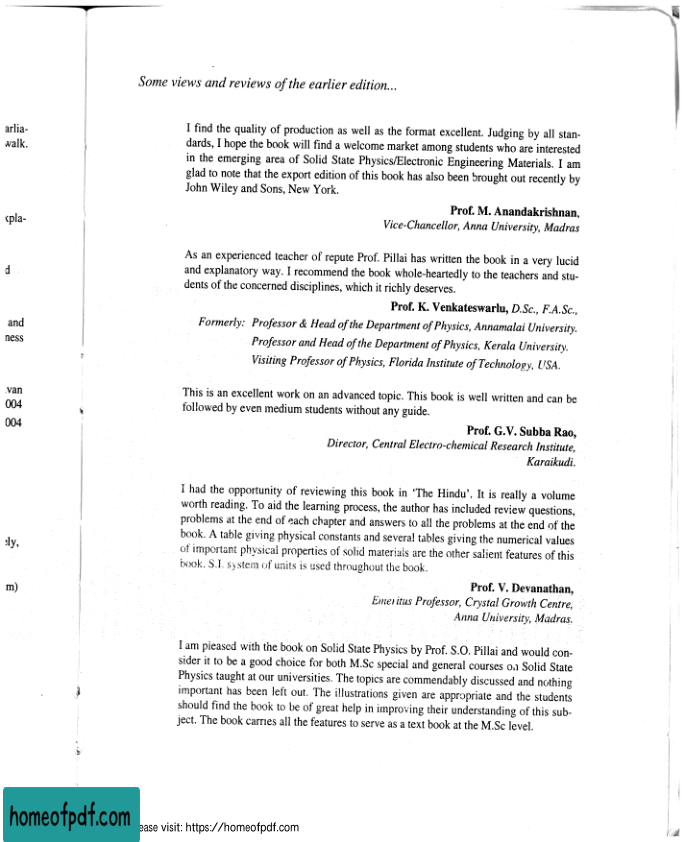 Some views and reviews of the earlier edition...
arlia-
walk.
kpla-
d
and
ness
van
004
004
ely,
m)
I find the quality of production as well as the format excellent. Judging by all stan-
dards, I hope the book will find a welcome market among students who are interested
in the emerging area of Solid State Physics/Electronic Engineering Materials. I am
glad to note that the export edition of this book has also been brought out recently by
John Wiley and Sons, New York.
Prof. M. Anandakrishnan,
Vice-Chancellor, Anna University, Madras
As an experienced teacher of repute Prof. Pillai has written the book in a very lucid
and explanatory way. I recommend the book whole-heartedly to the teachers and stu-
dents of the concerned disciplines, which it richly deserves.
Prof. K. Venkateswarlu, D.Sc., F.A.Sc.,
Formerly: Professor & Head of the Department of Physics, Annamalai University.
Professor and Head of the Department of Physics, Kerala University.
Visiting Professor of Physics, Florida Institute of Technology, USA.
This is an excellent work on an advanced topic. This book is well written and can be
followed by even medium students without any guide.
Prof. G.V. Subba Rao,
Director, Central Electro-chemical Research Institute,
Karaikudi.
I had the opportunity of reviewing this book in 'The Hindu'. It is really a volume
worth reading. To aid the learning process, the author has included review questions,
problems at the end of each chapter and answers to all the problems at the end of the
book. A table giving physical constants and several tables giving the numerical values
of important physical properties of solid materials are the other salient features of this
book. S.I. system of units is used throughout the book.
Prof. V. Devanathan,
Emeritus Professor, Crystal Growth Centre,
Anna University, Madras.
I am pleased with the book on Solid State Physics by Prof. S.O. Pillai and would con-
sider it to be a good choice for both M.Sc special and general courses on Solid State
Physics taught at our universities. The topics are commendably discussed and nothing
important has been left out. The illustrations given are appropriate and the students
should find the book to be of great help in improving their understanding of this sub-
ject. The book carries all the features to serve as a text book at the M.Sc level.
homeofpdf.com
ease visit: https://homeofpdf.com